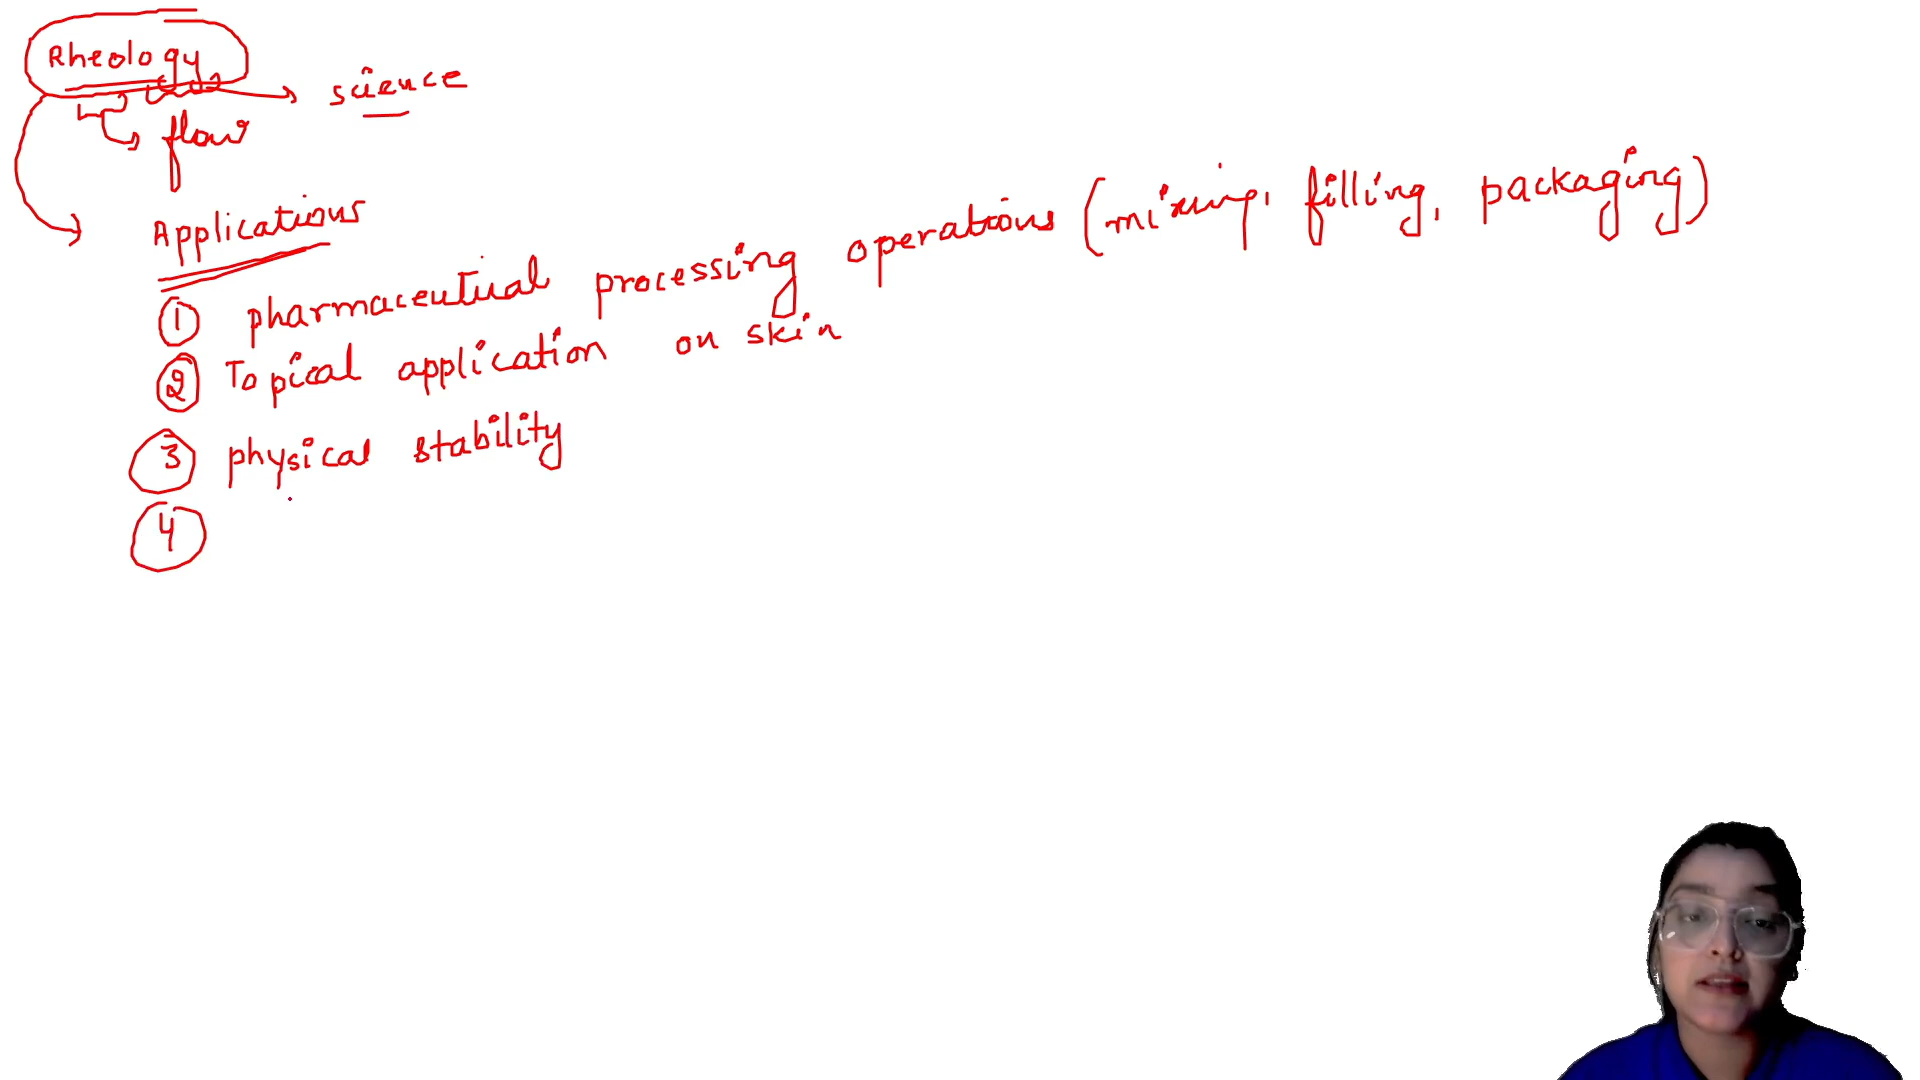 Rheology
science
flow
Applications
① pharmaceutical processing operations (mixing, filling, packaging)
② Topical application on skin
③ physical stability
④